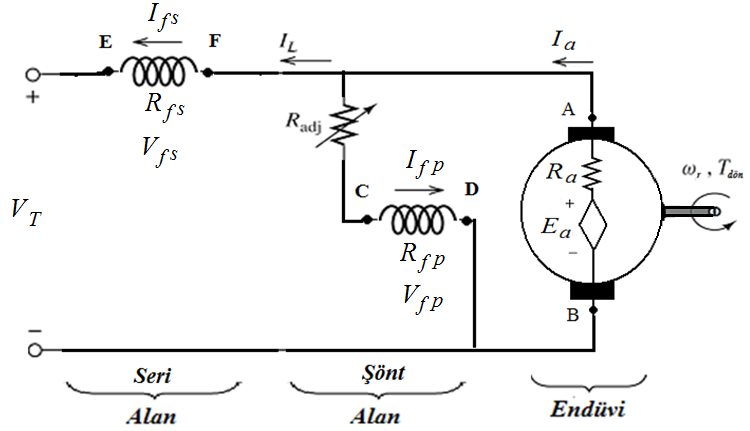 I_fs
E
F
I_L
I_a
+
R_fs
V_fs
R_adj
A
R_a
ω_r , T_dön
C
I_fp
D
+
E_a
−
V_T
R_fp
V_fp
B
−
Seri
Alan
Şönt
Alan
Endüvi